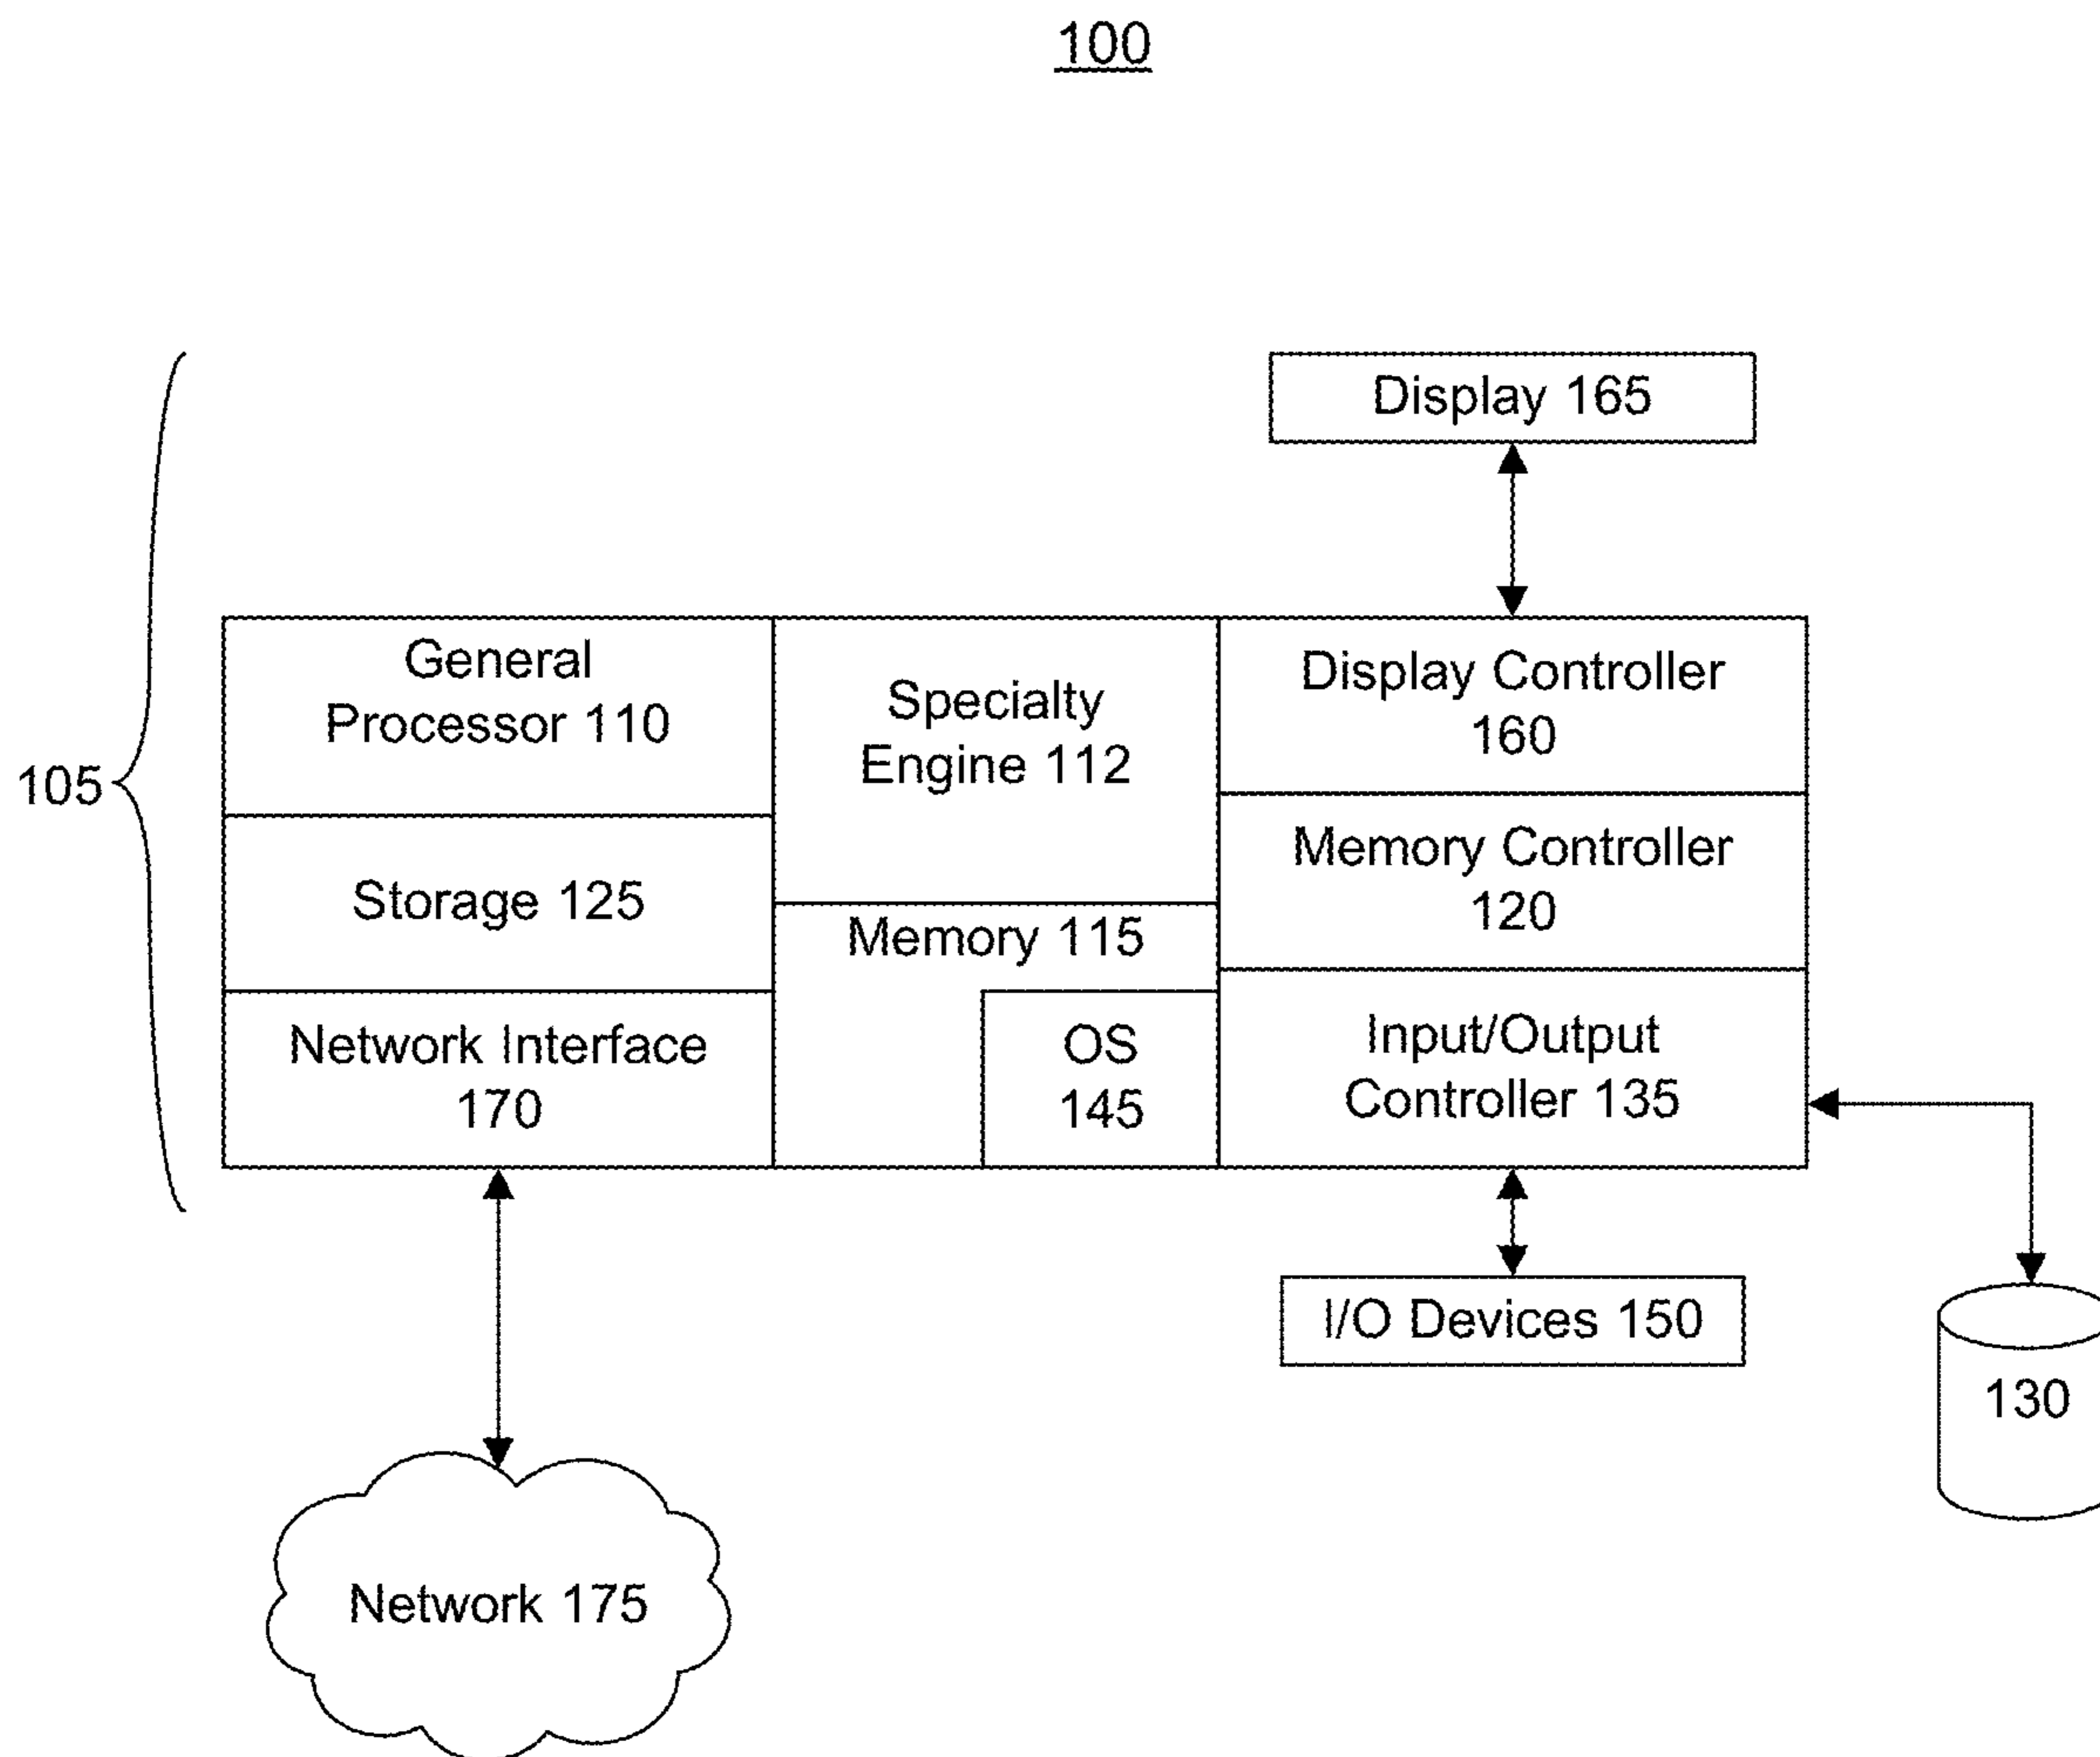 100
Display 165
105
General
Processor 110
Specialty
Engine 112
Display Controller
160
Storage 125
Memory Controller
120
Memory 115
Network Interface
170
OS
145
Input/Output
Controller 135
I/O Devices 150
130
Network 175